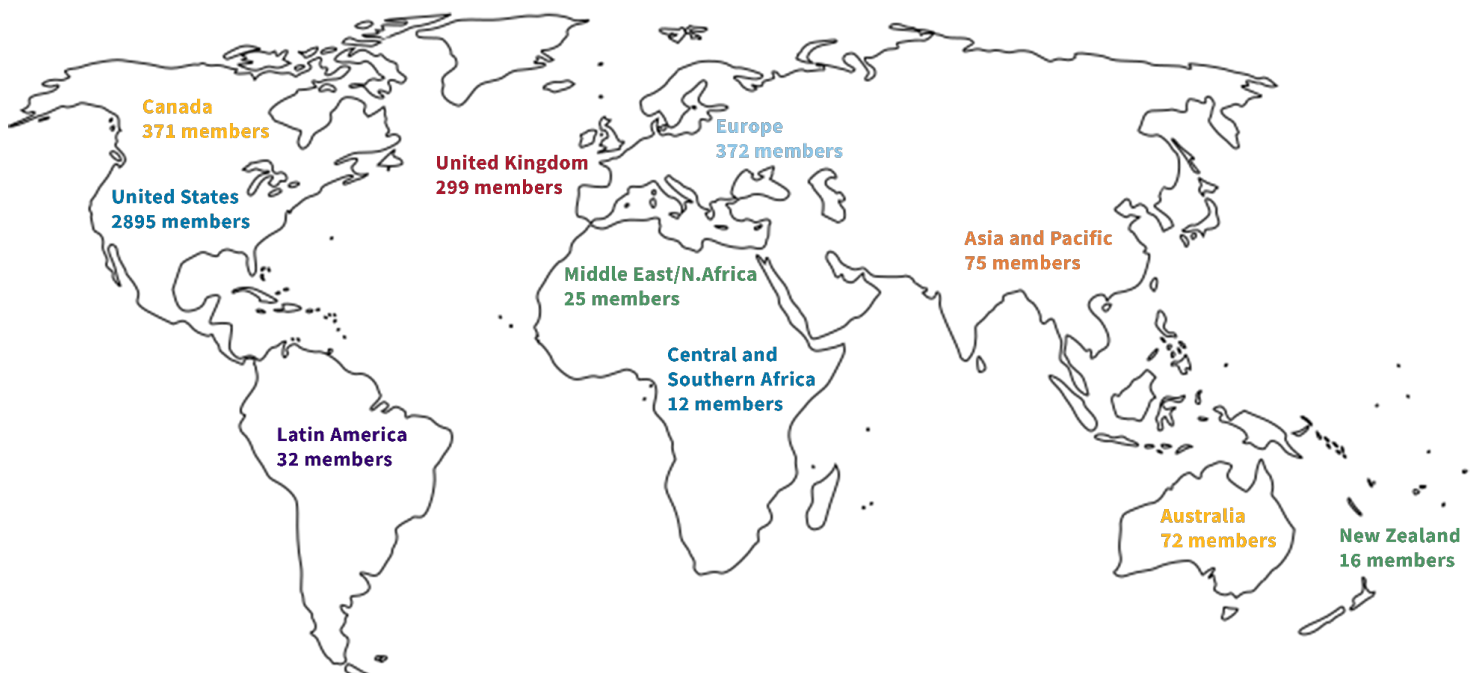 Canada
371 members
United States
2895 members
United Kingdom
299 members
Europe
372 members
Asia and Pacific
75 members
Middle East/N.Africa
25 members
Central and
Southern Africa
12 members
Latin America
32 members
Australia
72 members
New Zealand
16 members